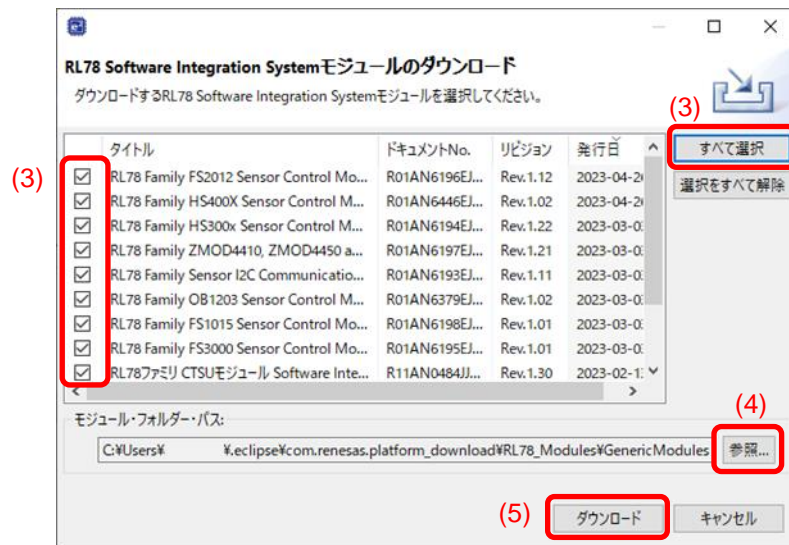 RL78 Software Integration Systemモジュールのダウンロード
ダウンロードするRL78 Software Integration Systemモジュールを選択してください。
(3)
タイトル ドキュメントNo. リビジョン 発行日 すべて選択
(3)
選択をすべて解除
RL78 Family FS2012 Sensor Control Mo... R01AN6196EJ... Rev.1.12 2023-04-2
RL78 Family HS400X Sensor Control M... R01AN6446EJ... Rev.1.02 2023-04-2
RL78 Family HS300x Sensor Control M... R01AN6194EJ... Rev.1.22 2023-03-0
RL78 Family ZMOD4410, ZMOD4450 a... R01AN6197EJ... Rev.1.21 2023-03-0
RL78 Family Sensor I2C Communicatio... R01AN6193EJ... Rev.1.11 2023-03-0
RL78 Family OB1203 Sensor Control M... R01AN6379EJ... Rev.1.02 2023-03-0
RL78 Family FS1015 Sensor Control Mo... R01AN6198EJ... Rev.1.01 2023-03-0
RL78 Family FS3000 Sensor Control Mo... R01AN6195EJ... Rev.1.01 2023-03-0
RL78ファミリ CTSUモジュール Software Inte... R11AN0484JJ... Rev.1.30 2023-02-1
モジュール・フォルダー・パス:
(4)
C:¥Users¥ ¥.eclipse¥com.renesas.platform_download¥RL78_Modules¥GenericModules 参照...
(5) ダウンロード キャンセル